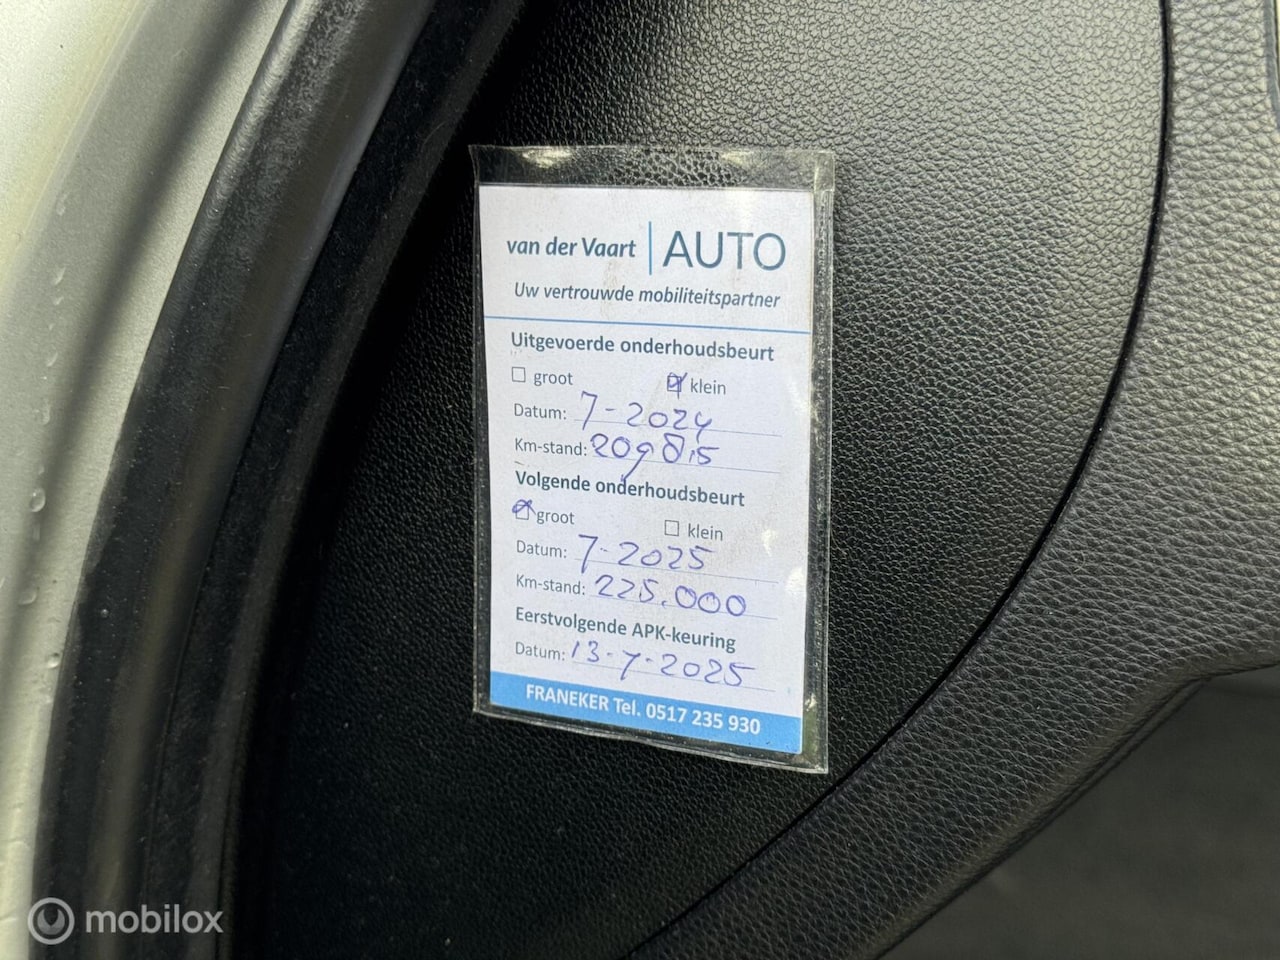 van der Vaart | AUTO
Uw vertrouwde mobiliteitspartner
Uitgevoerde onderhoudsbeurt
☐ groot ☒ klein
Datum: 7-2024
Km-stand: 209815
Volgende onderhoudsbeurt
☒ groot ☐ klein
Datum: 7-2025
Km-stand: 225.000
Eerstvolgende APK-keuring
Datum: 13-7-2025
FRANEKER Tel. 0517 235 930
mobilox